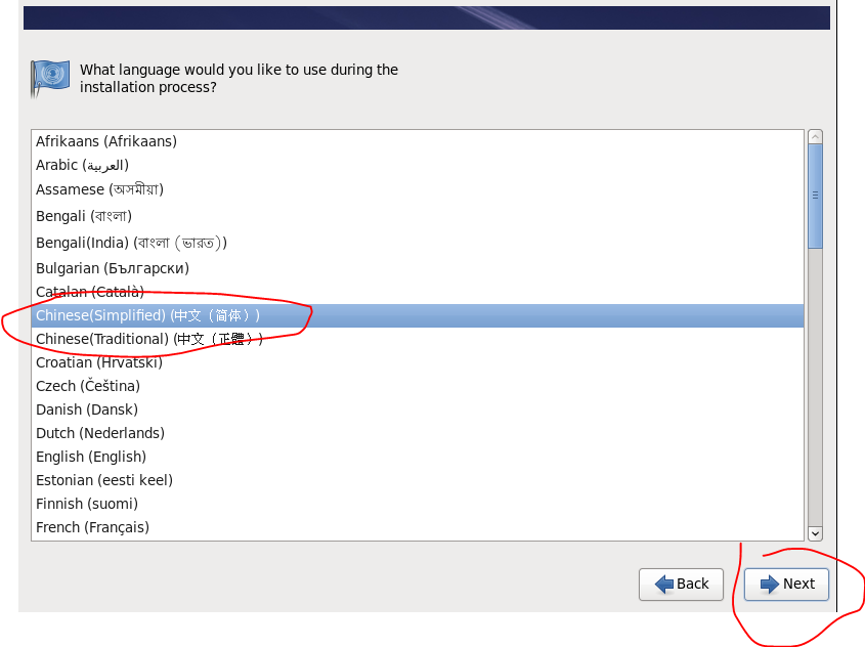 What language would you like to use during the
installation process?
Afrikaans (Afrikaans)
Arabic (العربية)
Assamese (অসমীয়া)
Bengali (বাংলা)
Bengali(India) (বাংলা (ভারত))
Bulgarian (Български)
Catalan (Català)
Chinese(Simplified) (中文（简体）)
Chinese(Traditional) (中文（正體）)
Croatian (Hrvatski)
Czech (Čeština)
Danish (Dansk)
Dutch (Nederlands)
English (English)
Estonian (eesti keel)
Finnish (suomi)
French (Français)
Back
Next